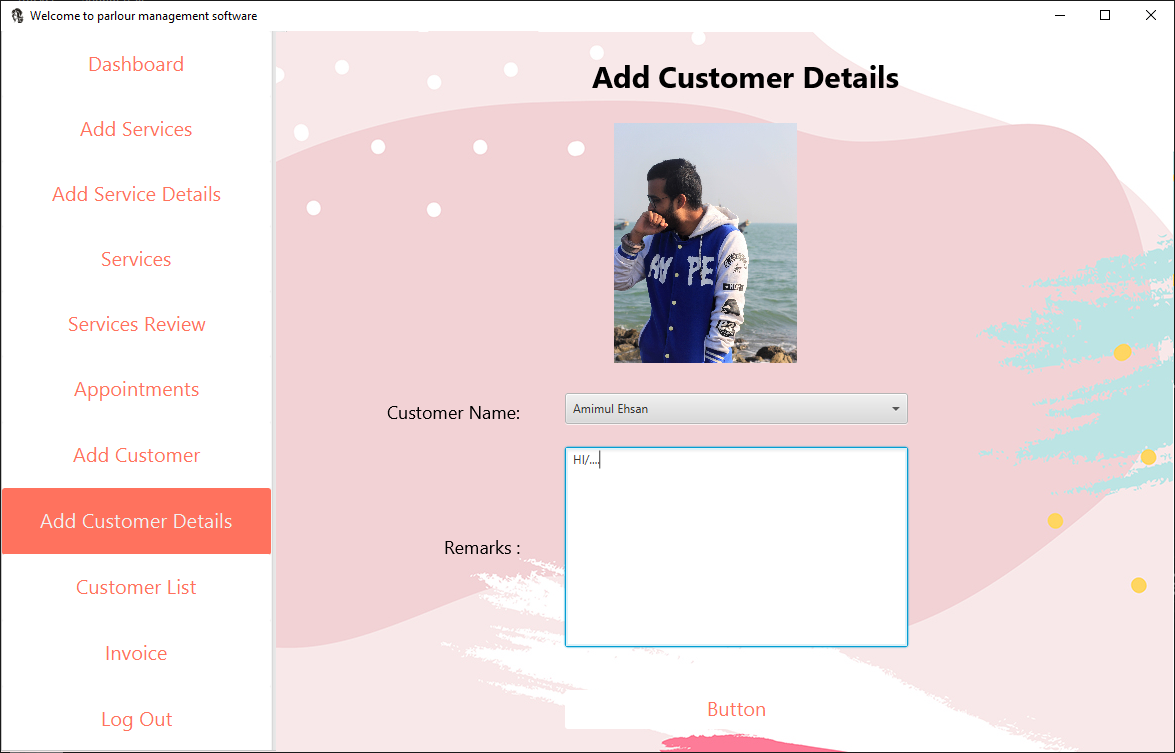 Welcome to parlour management software
Dashboard
Add Services
Add Service Details
Services
Services Review
Appointments
Add Customer
Add Customer Details
Customer List
Invoice
Log Out
Add Customer Details
PE
Customer Name:
Amimul Ehsan
Remarks :
HI/....
Button